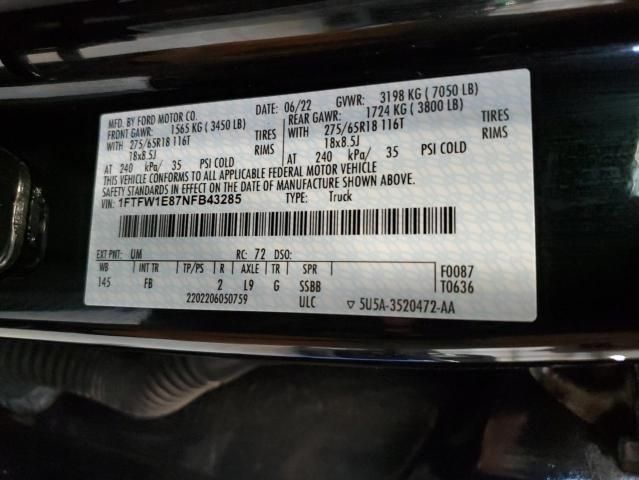 MFD. BY FORD MOTOR CO. DATE: 06/22 GVWR: 3198 KG ( 7050 LB)
FRONT GAWR: 1565 KG ( 3450 LB) REAR GAWR: 1724 KG ( 3800 LB)
WITH 275/65R18 116T TIRES WITH 275/65R18 116T TIRES
18x8.5J RIMS 18x8.5J RIMS
AT 240 kPa/ 35 PSI COLD AT 240 kPa/ 35 PSI COLD
THIS VEHICLE CONFORMS TO ALL APPLICABLE FEDERAL MOTOR VEHICLE
SAFETY STANDARDS IN EFFECT ON THE DATE OF MANUFACTURE SHOWN ABOVE.
VIN: 1FTFW1E87NFB43285 TYPE: Truck
EXT PNT: UM RC: 72 DSO:
WB INT TR TP/PS R AXLE TR SPR F0087
145 FB 2 L9 G SSBB T0636
2202206050759 ULC ▽ 5U5A-3520472-AA